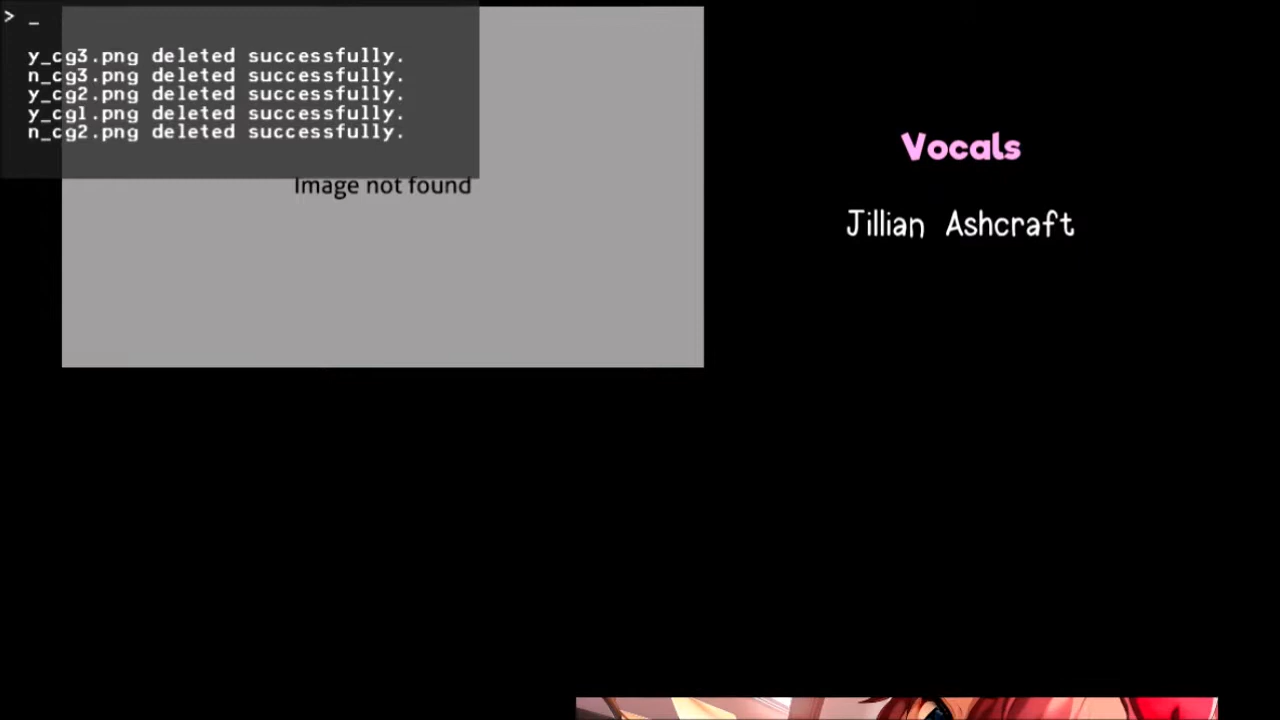 > _
y_cg3.png deleted successfully.
n_cg3.png deleted successfully.
y_cg2.png deleted successfully.
y_cg1.png deleted successfully.
n_cg2.png deleted successfully.
Image not found
Vocals
Jillian Ashcraft